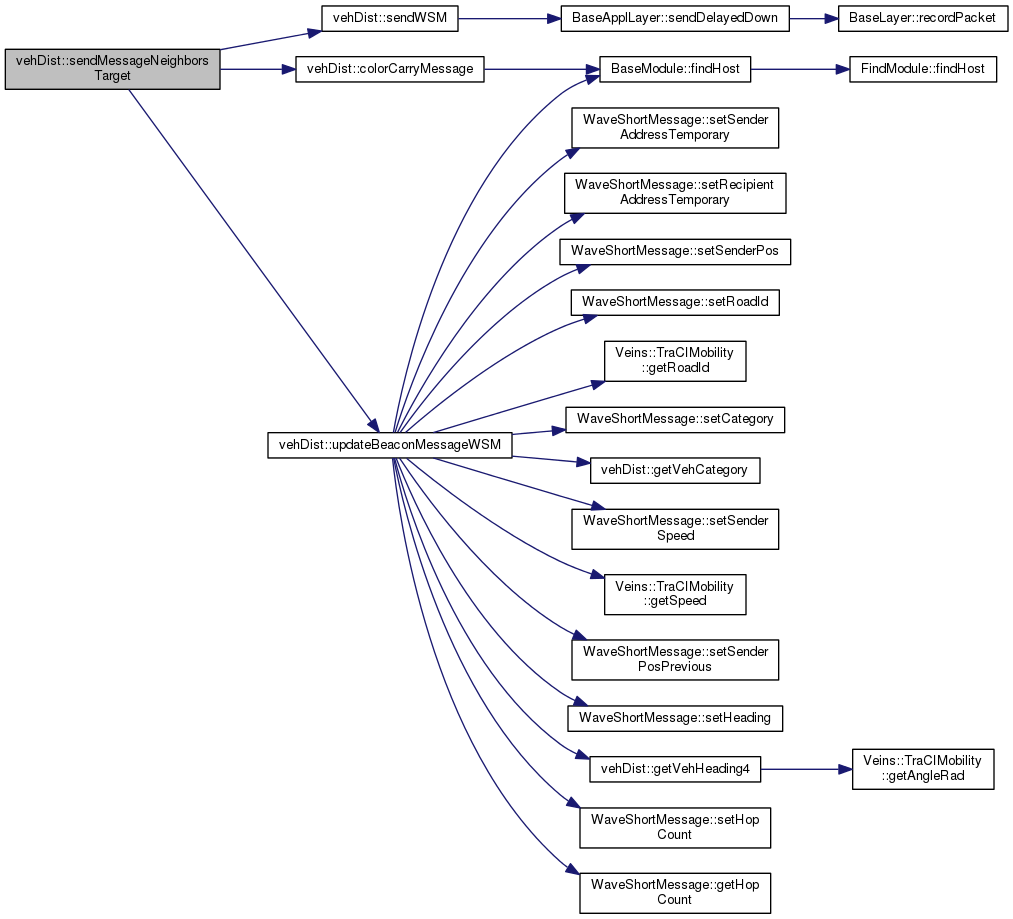 vehDist::sendMessageNeighbors
Target
vehDist::sendWSM
BaseApplLayer::sendDelayedDown
BaseLayer::recordPacket
vehDist::colorCarryMessage
BaseModule::findHost
FindModule::findHost
vehDist::updateBeaconMessageWSM
WaveShortMessage::setSender
AddressTemporary
WaveShortMessage::setRecipient
AddressTemporary
WaveShortMessage::setSenderPos
WaveShortMessage::setRoadId
Veins::TraCIMobility
::getRoadId
WaveShortMessage::setCategory
vehDist::getVehCategory
WaveShortMessage::setSender
Speed
Veins::TraCIMobility
::getSpeed
WaveShortMessage::setSender
PosPrevious
WaveShortMessage::setHeading
vehDist::getVehHeading4
Veins::TraCIMobility
::getAngleRad
WaveShortMessage::setHop
Count
WaveShortMessage::getHop
Count